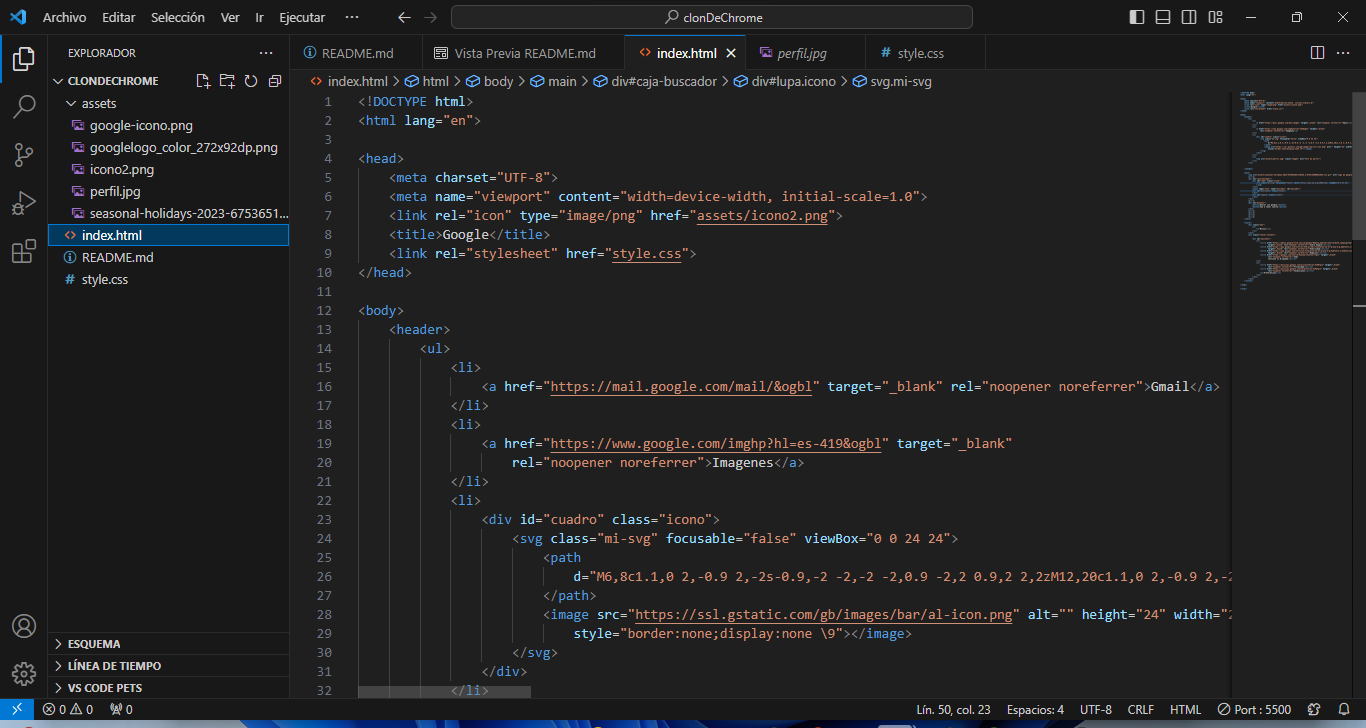 Archivo Editar Selección Ver Ir Ejecutar ··· clonDeChrome
EXPLORADOR ···
CLONDECHROME
assets
google-icono.png
googlelogo_color_272x92dp.png
icono2.png
perfil.jpg
seasonal-holidays-2023-6753651...
index.html
README.md
style.css
ESQUEMA
LÍNEA DE TIEMPO
VS CODE PETS
README.md Vista Previa README.md index.html perfil.jpg style.css
index.html > html > body > main > div#caja-buscador > div#lupa.icono > svg.mi-svg
1 <!DOCTYPE html>
2 <html lang="en">
3
4 <head>
5 <meta charset="UTF-8">
6 <meta name="viewport" content="width=device-width, initial-scale=1.0">
7 <link rel="icon" type="image/png" href="assets/icono2.png">
8 <title>Google</title>
9 <link rel="stylesheet" href="style.css">
10 </head>
11
12 <body>
13 <header>
14 <ul>
15 <li>
16 <a href="https://mail.google.com/mail/&ogbl" target="_blank" rel="noopener noreferrer">Gmail</a>
17 </li>
18 <li>
19 <a href="https://www.google.com/imghp?hl=es-419&ogbl" target="_blank"
20 rel="noopener noreferrer">Imagenes</a>
21 </li>
22 <li>
23 <div id="cuadro" class="icono">
24 <svg class="mi-svg" focusable="false" viewBox="0 0 24 24">
25 <path
26 d="M6,8c1.1,0 2,-0.9 2,-2s-0.9,-2 -2,-2 -2,0.9 -2,2 0.9,2 2,2zM12,20c1.1,0 2,-0.9 2,-2
27 </path>
28 <image src="https://ssl.gstatic.com/gb/images/bar/al-icon.png" alt="" height="24" width="2
29 style="border:none;display:none \9"></image>
30 </svg>
31 </div>
32 </li>
0 0 0 Lín. 50, col. 23 Espacios: 4 UTF-8 CRLF HTML Port : 5500